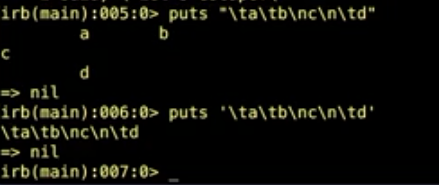 irb(main):005:0> puts "\ta\tb\nc\n\td"
        a       b
c
        d
=> nil
irb(main):006:0> puts '\ta\tb\nc\n\td'
\ta\tb\nc\n\td
=> nil
irb(main):007:0> _